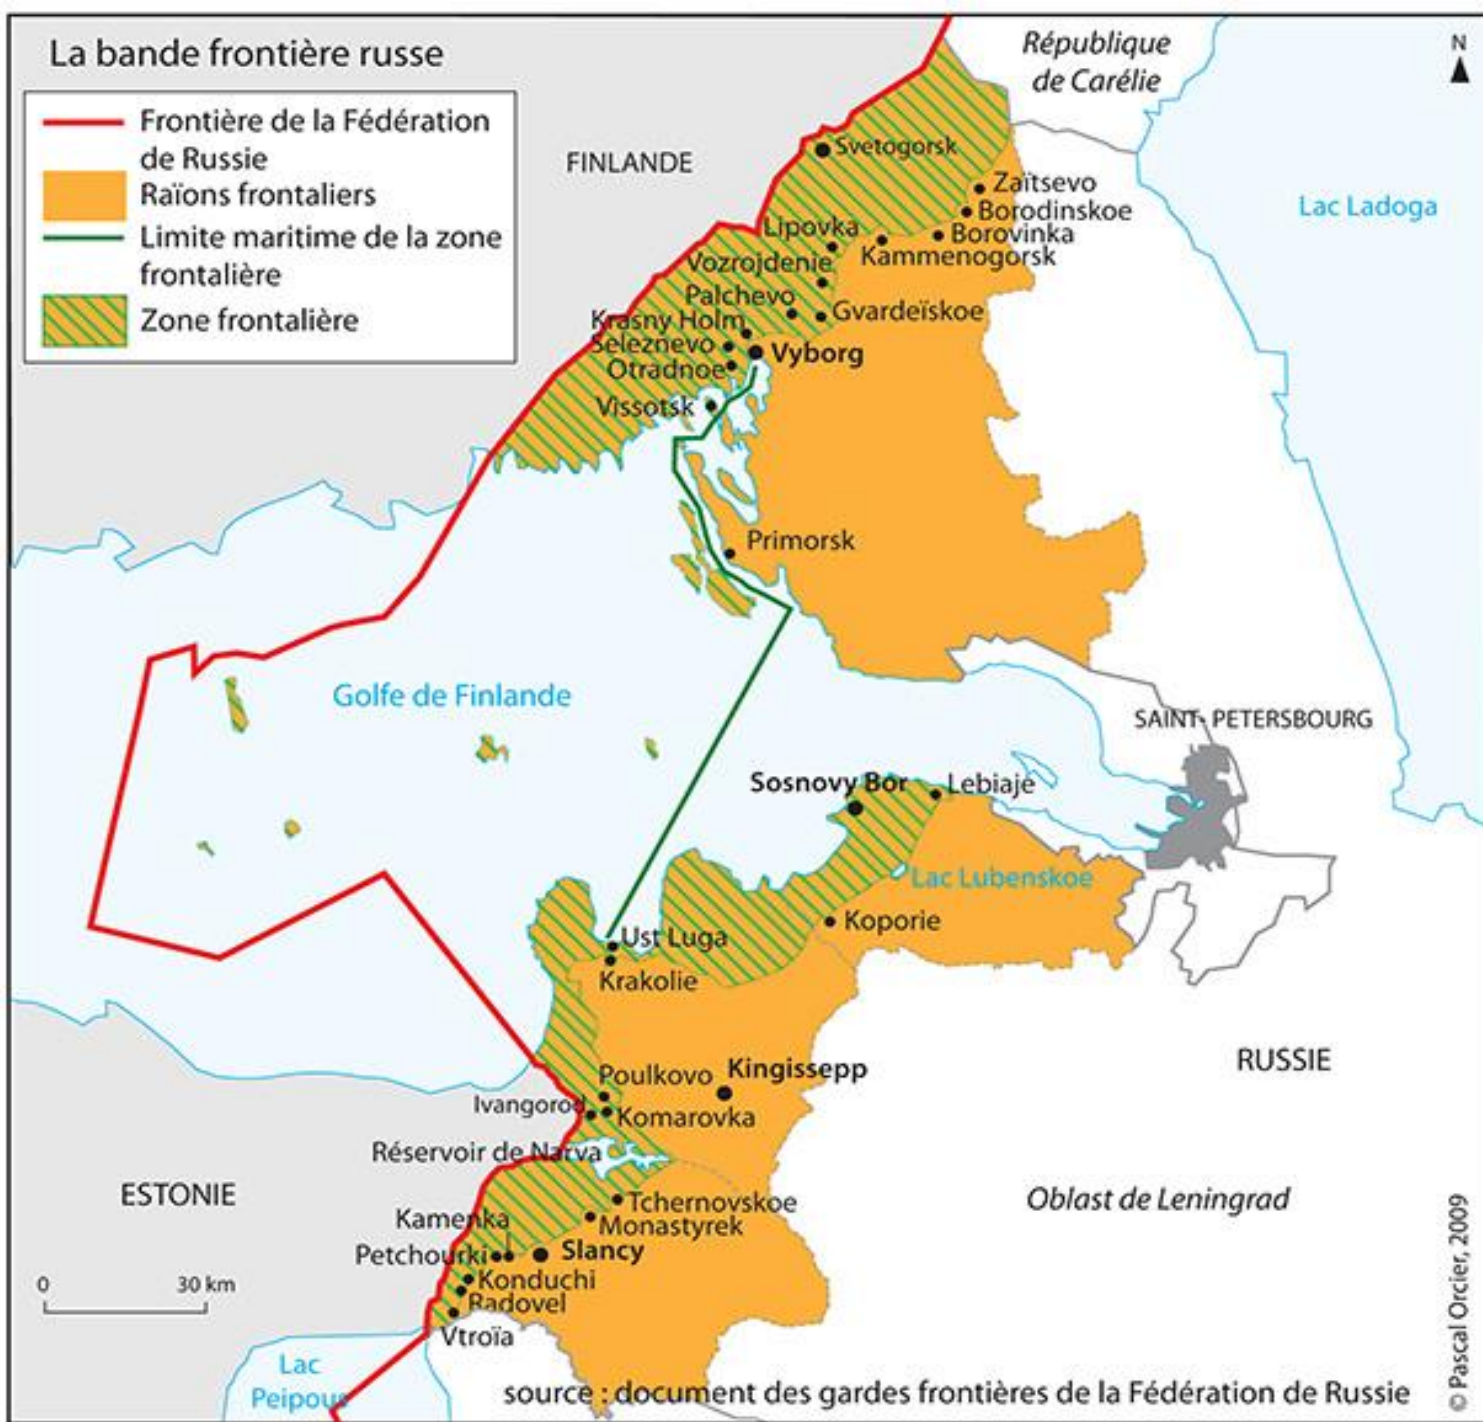 La bande frontière russe
Frontière de la Fédération
de Russie
Raïons frontaliers
Limite maritime de la zone
frontalière
Zone frontalière
République
de Carélie
N
FINLANDE
Svetogorsk
Zaïtsevo
Lac Ladoga
Borodinskoe
Lipovka
Borovinka
Kammenogorsk
Vozrojdenie
Palchevo
Gvardeïskoe
Krasny Holm
Seleznevo
Vyborg
Otradnoe
Vissotsk
Primorsk
Golfe de Finlande
SAINT- PETERSBOURG
Sosnovy Bor
Lebiaje
Lac Lubenskoe
Koporie
Ust Luga
Krakolie
RUSSIE
Poulkovo
Kingissepp
Ivangorod
Komarovka
Réservoir de Narva
ESTONIE
Oblast de Leningrad
Tchernovskoe
Kamenka
Monastyrek
Petchourki
Slancy
0 30 km
Konduchi
Radovel
Vtroïa
Lac
Peipous
source : document des gardes frontières de la Fédération de Russie
© Pascal Orcier, 2009